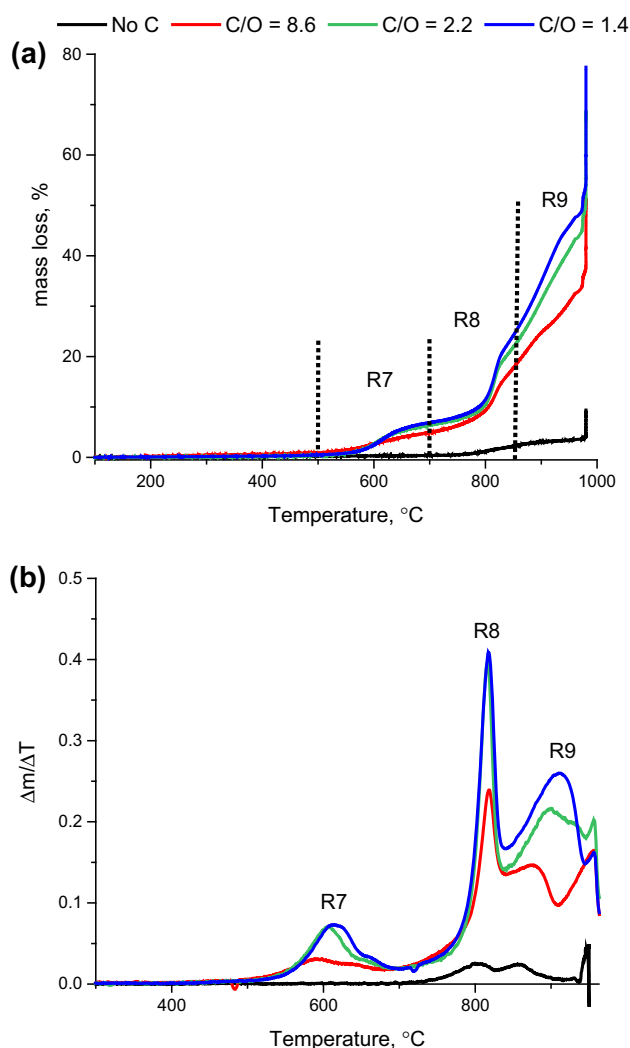 No C C/O = 8.6 C/O = 2.2 C/O = 1.4
(a)
80
60
40
20
0
mass loss, %
R7
R8
R9
200 400 600 800 1000
Temperature, °C
(b)
0.5
0.4
0.3
0.2
0.1
0.0
Δm/ΔT
R7
R8
R9
400 600 800
Temperature, °C